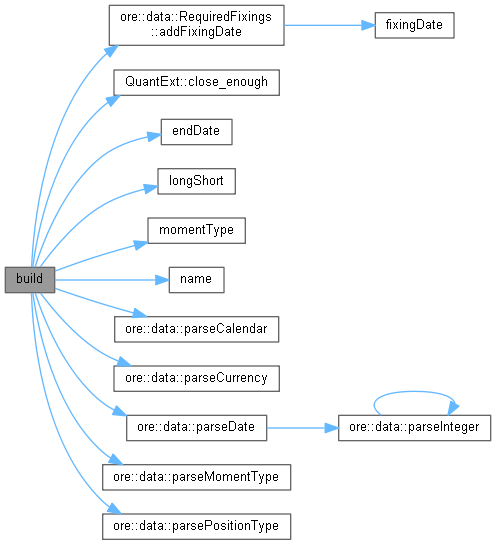 ore::data::RequiredFixings
::addFixingDate
fixingDate
QuantExt::close_enough
endDate
longShort
momentType
build
name
ore::data::parseCalendar
ore::data::parseCurrency
ore::data::parseDate
ore::data::parseInteger
ore::data::parseMomentType
ore::data::parsePositionType